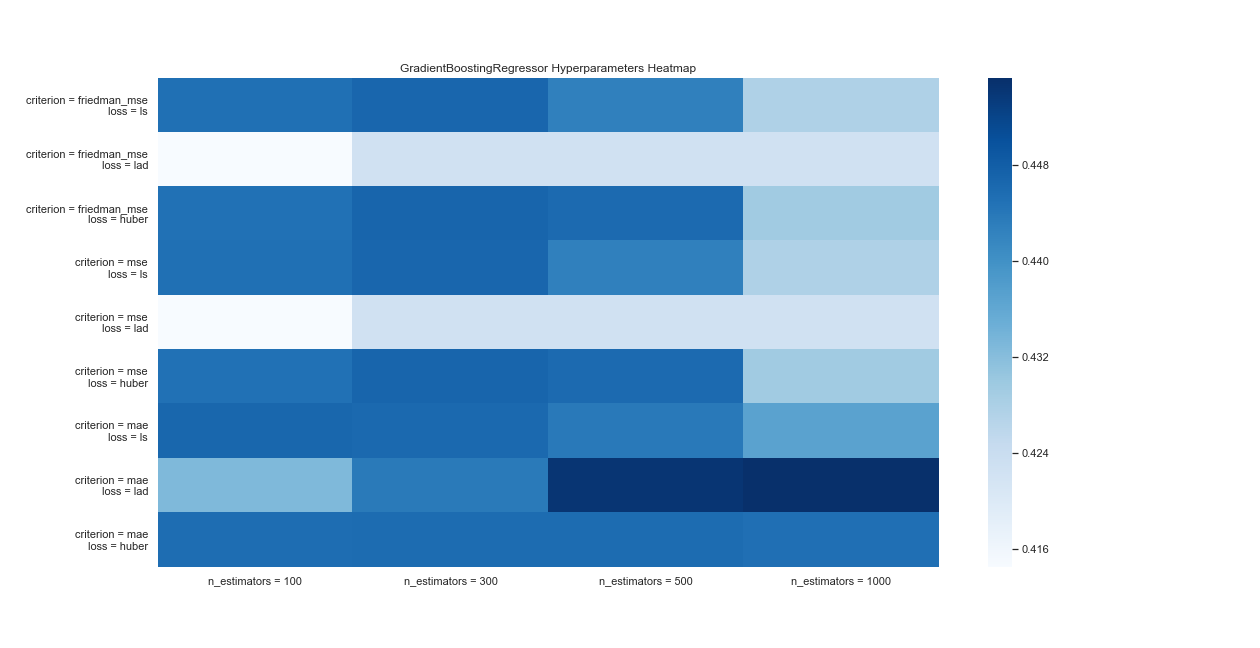 GradientBoostingRegressor Hyperparameters Heatmap
criterion = friedman_mse
loss = ls
criterion = friedman_mse
loss = lad
criterion = friedman_mse
loss = huber
criterion = mse
loss = ls
criterion = mse
loss = lad
criterion = mse
loss = huber
criterion = mae
loss = ls
criterion = mae
loss = lad
criterion = mae
loss = huber
n_estimators = 100
n_estimators = 300
n_estimators = 500
n_estimators = 1000
0.448
0.440
0.432
0.424
0.416